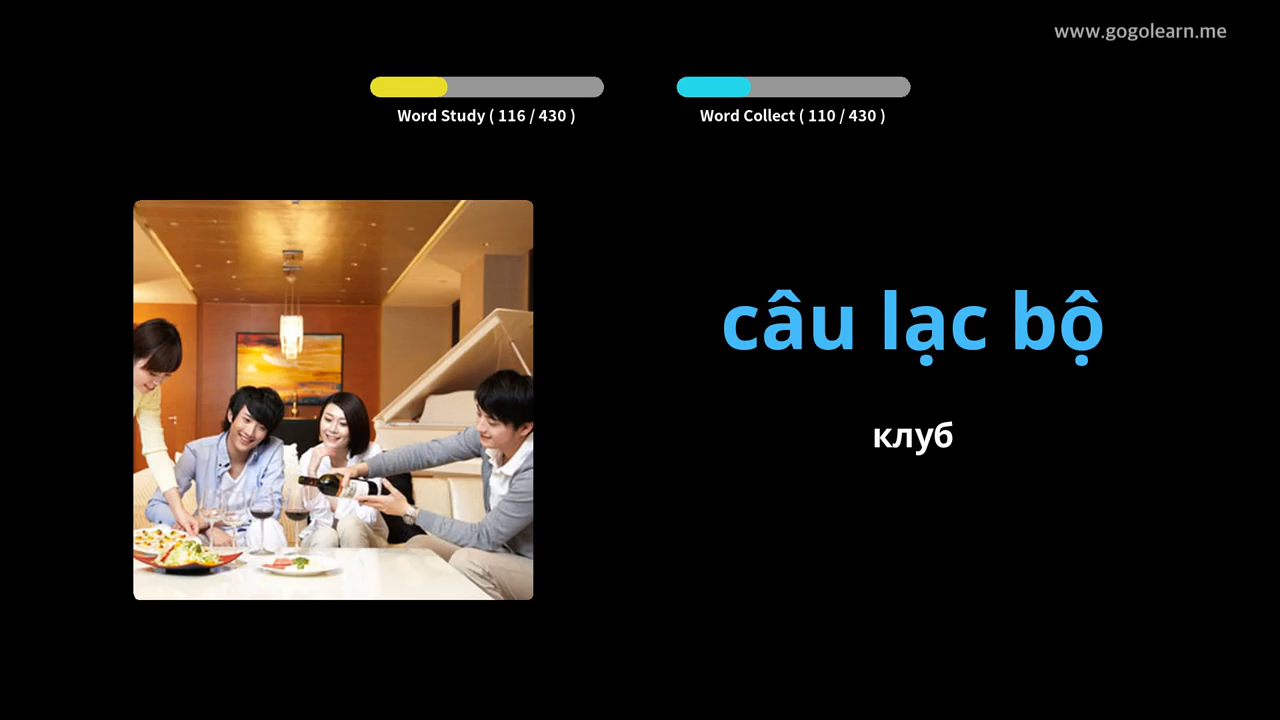 www.gogolearn.me
Word Study ( 116 / 430 )
Word Collect ( 110 / 430 )
câu lạc bộ
клуб